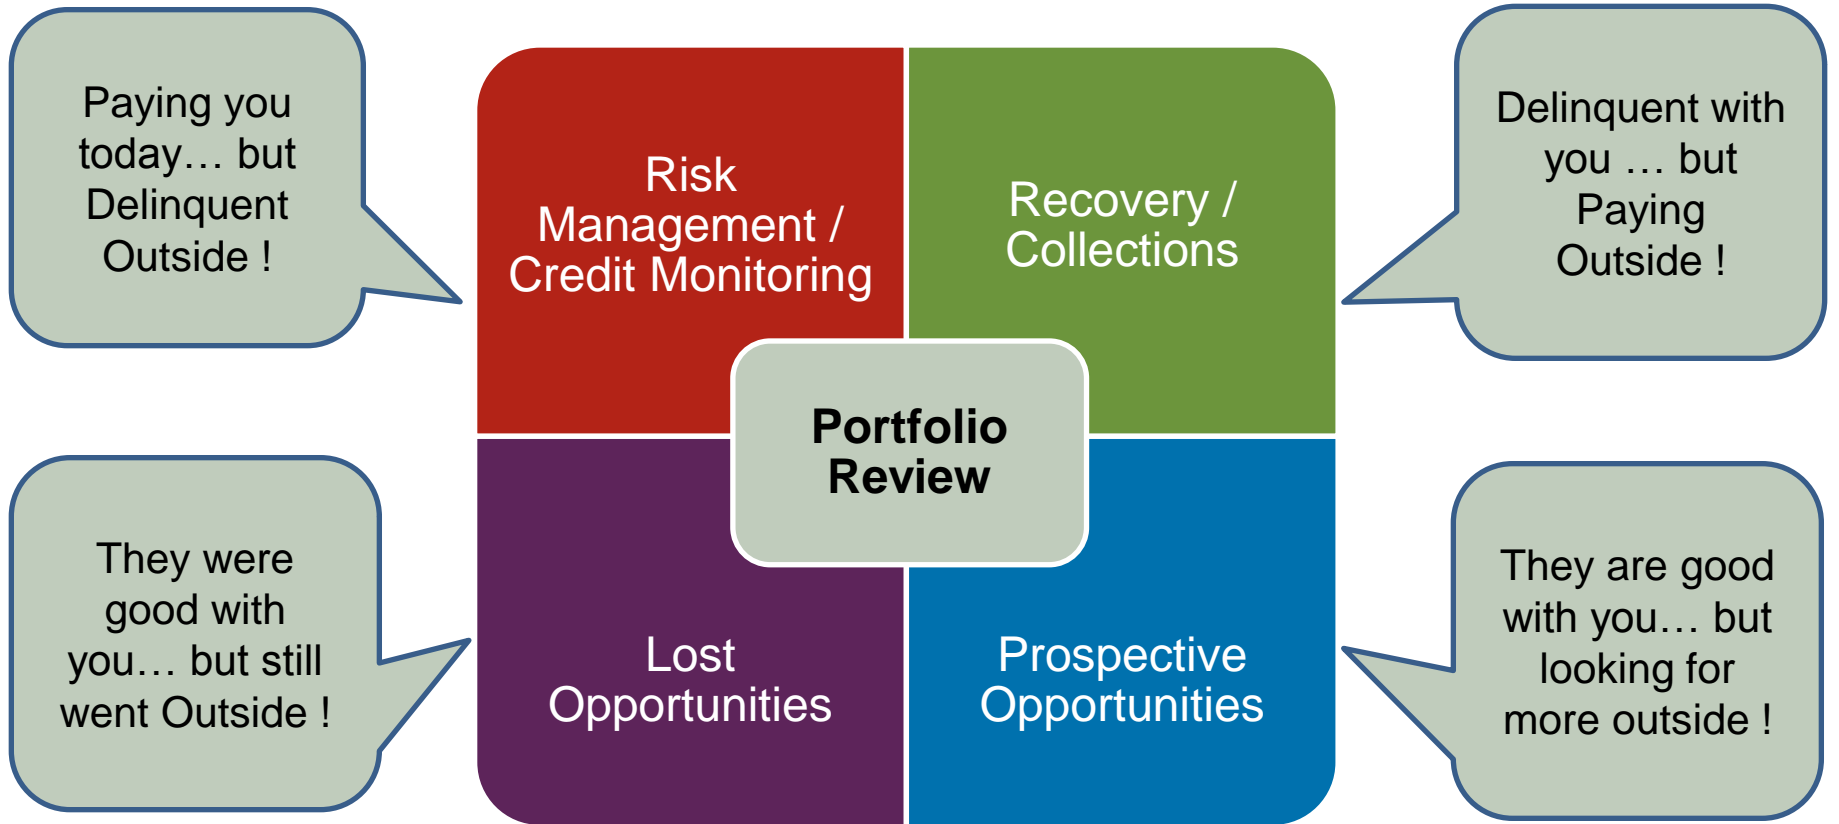 Paying you
today… but
Delinquent
Outside !
Risk
Management /
Credit Monitoring
Recovery /
Collections
Delinquent with
you … but
Paying
Outside !
Portfolio
Review
They were
good with
you… but still
went Outside !
Lost
Opportunities
Prospective
Opportunities
They are good
with you… but
looking for
more outside !